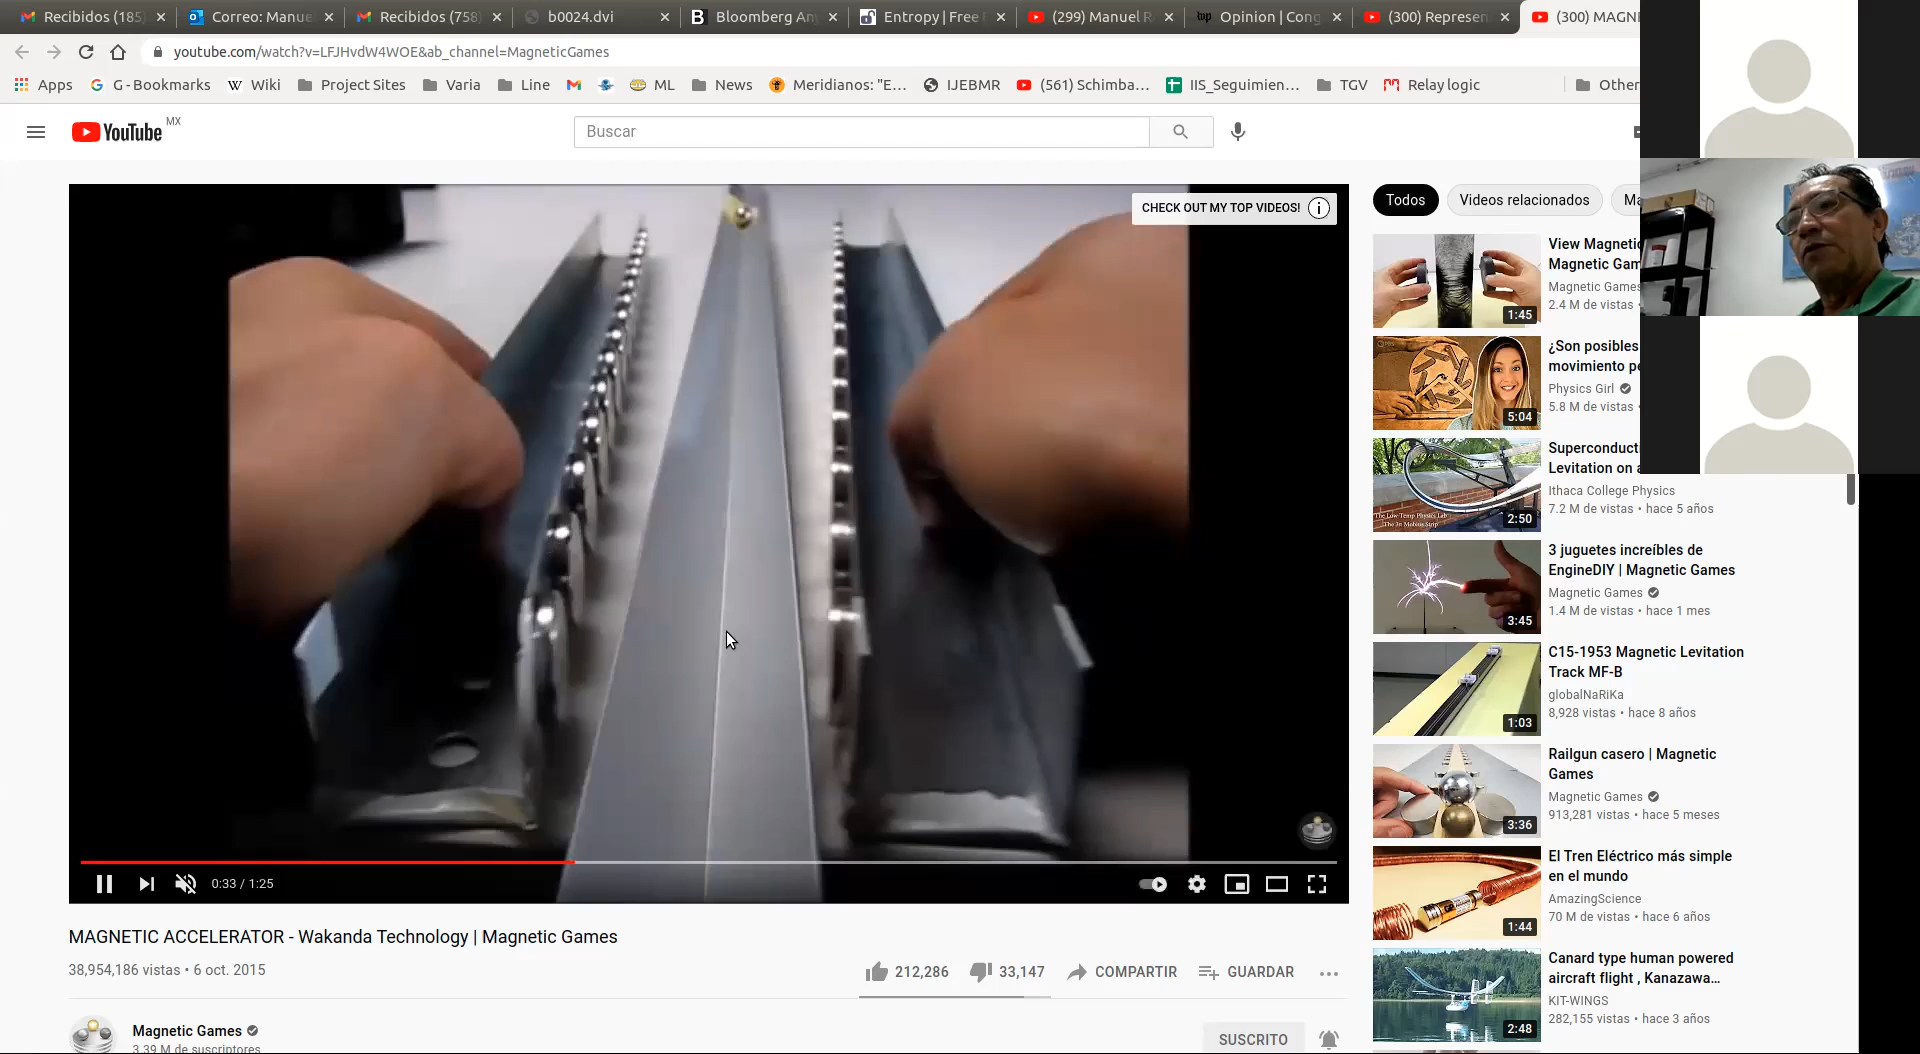 Recibidos (185
Correo: Manue
Recibidos (758)
b0024.dvi
Bloomberg An
Entropy | Free
(299) Manuel R
Opinion | Cong
(300) Represen
(300) MAGN
youtube.com/watch?v=LFJHvdW4WOE&ab_channel=MagneticGames
Apps
G - Bookmarks
Wiki
Project Sites
Varia
Line
ML
News
Meridianos: "E...
IJEBMR
(561) Schimba...
IIS_Seguimien...
TGV
Relay logic
Other
YouTube MX
Buscar
CHECK OUT MY TOP VIDEOS!
0:33 / 1:25
MAGNETIC ACCELERATOR - Wakanda Technology | Magnetic Games
38,954,186 vistas • 6 oct. 2015
212,286
33,147
COMPARTIR
GUARDAR
Magnetic Games
3.39 M de suscriptores
SUSCRITO
Todos
Videos relacionados
Ma
View Magnetic
Magnetic Gam
Magnetic Games
2.4 M de vistas •
1:45
¿Son posibles
movimiento pe
Physics Girl
5.8 M de vistas •
5:04
Superconducti
Levitation on a
Ithaca College Physics
7.2 M de vistas • hace 5 años
The Low Temp Physics Lab
2:50
3 juguetes increíbles de
EngineDIY | Magnetic Games
Magnetic Games
1.4 M de vistas • hace 1 mes
3:45
C15-1953 Magnetic Levitation
Track MF-B
globalNaRiKa
8,928 vistas • hace 8 años
1:03
Railgun casero | Magnetic
Games
Magnetic Games
913,281 vistas • hace 5 meses
3:36
El Tren Eléctrico más simple
en el mundo
AmazingScience
70 M de vistas • hace 6 años
1:44
Canard type human powered
aircraft flight , Kanazawa...
KIT-WINGS
282,155 vistas • hace 3 años
2:48